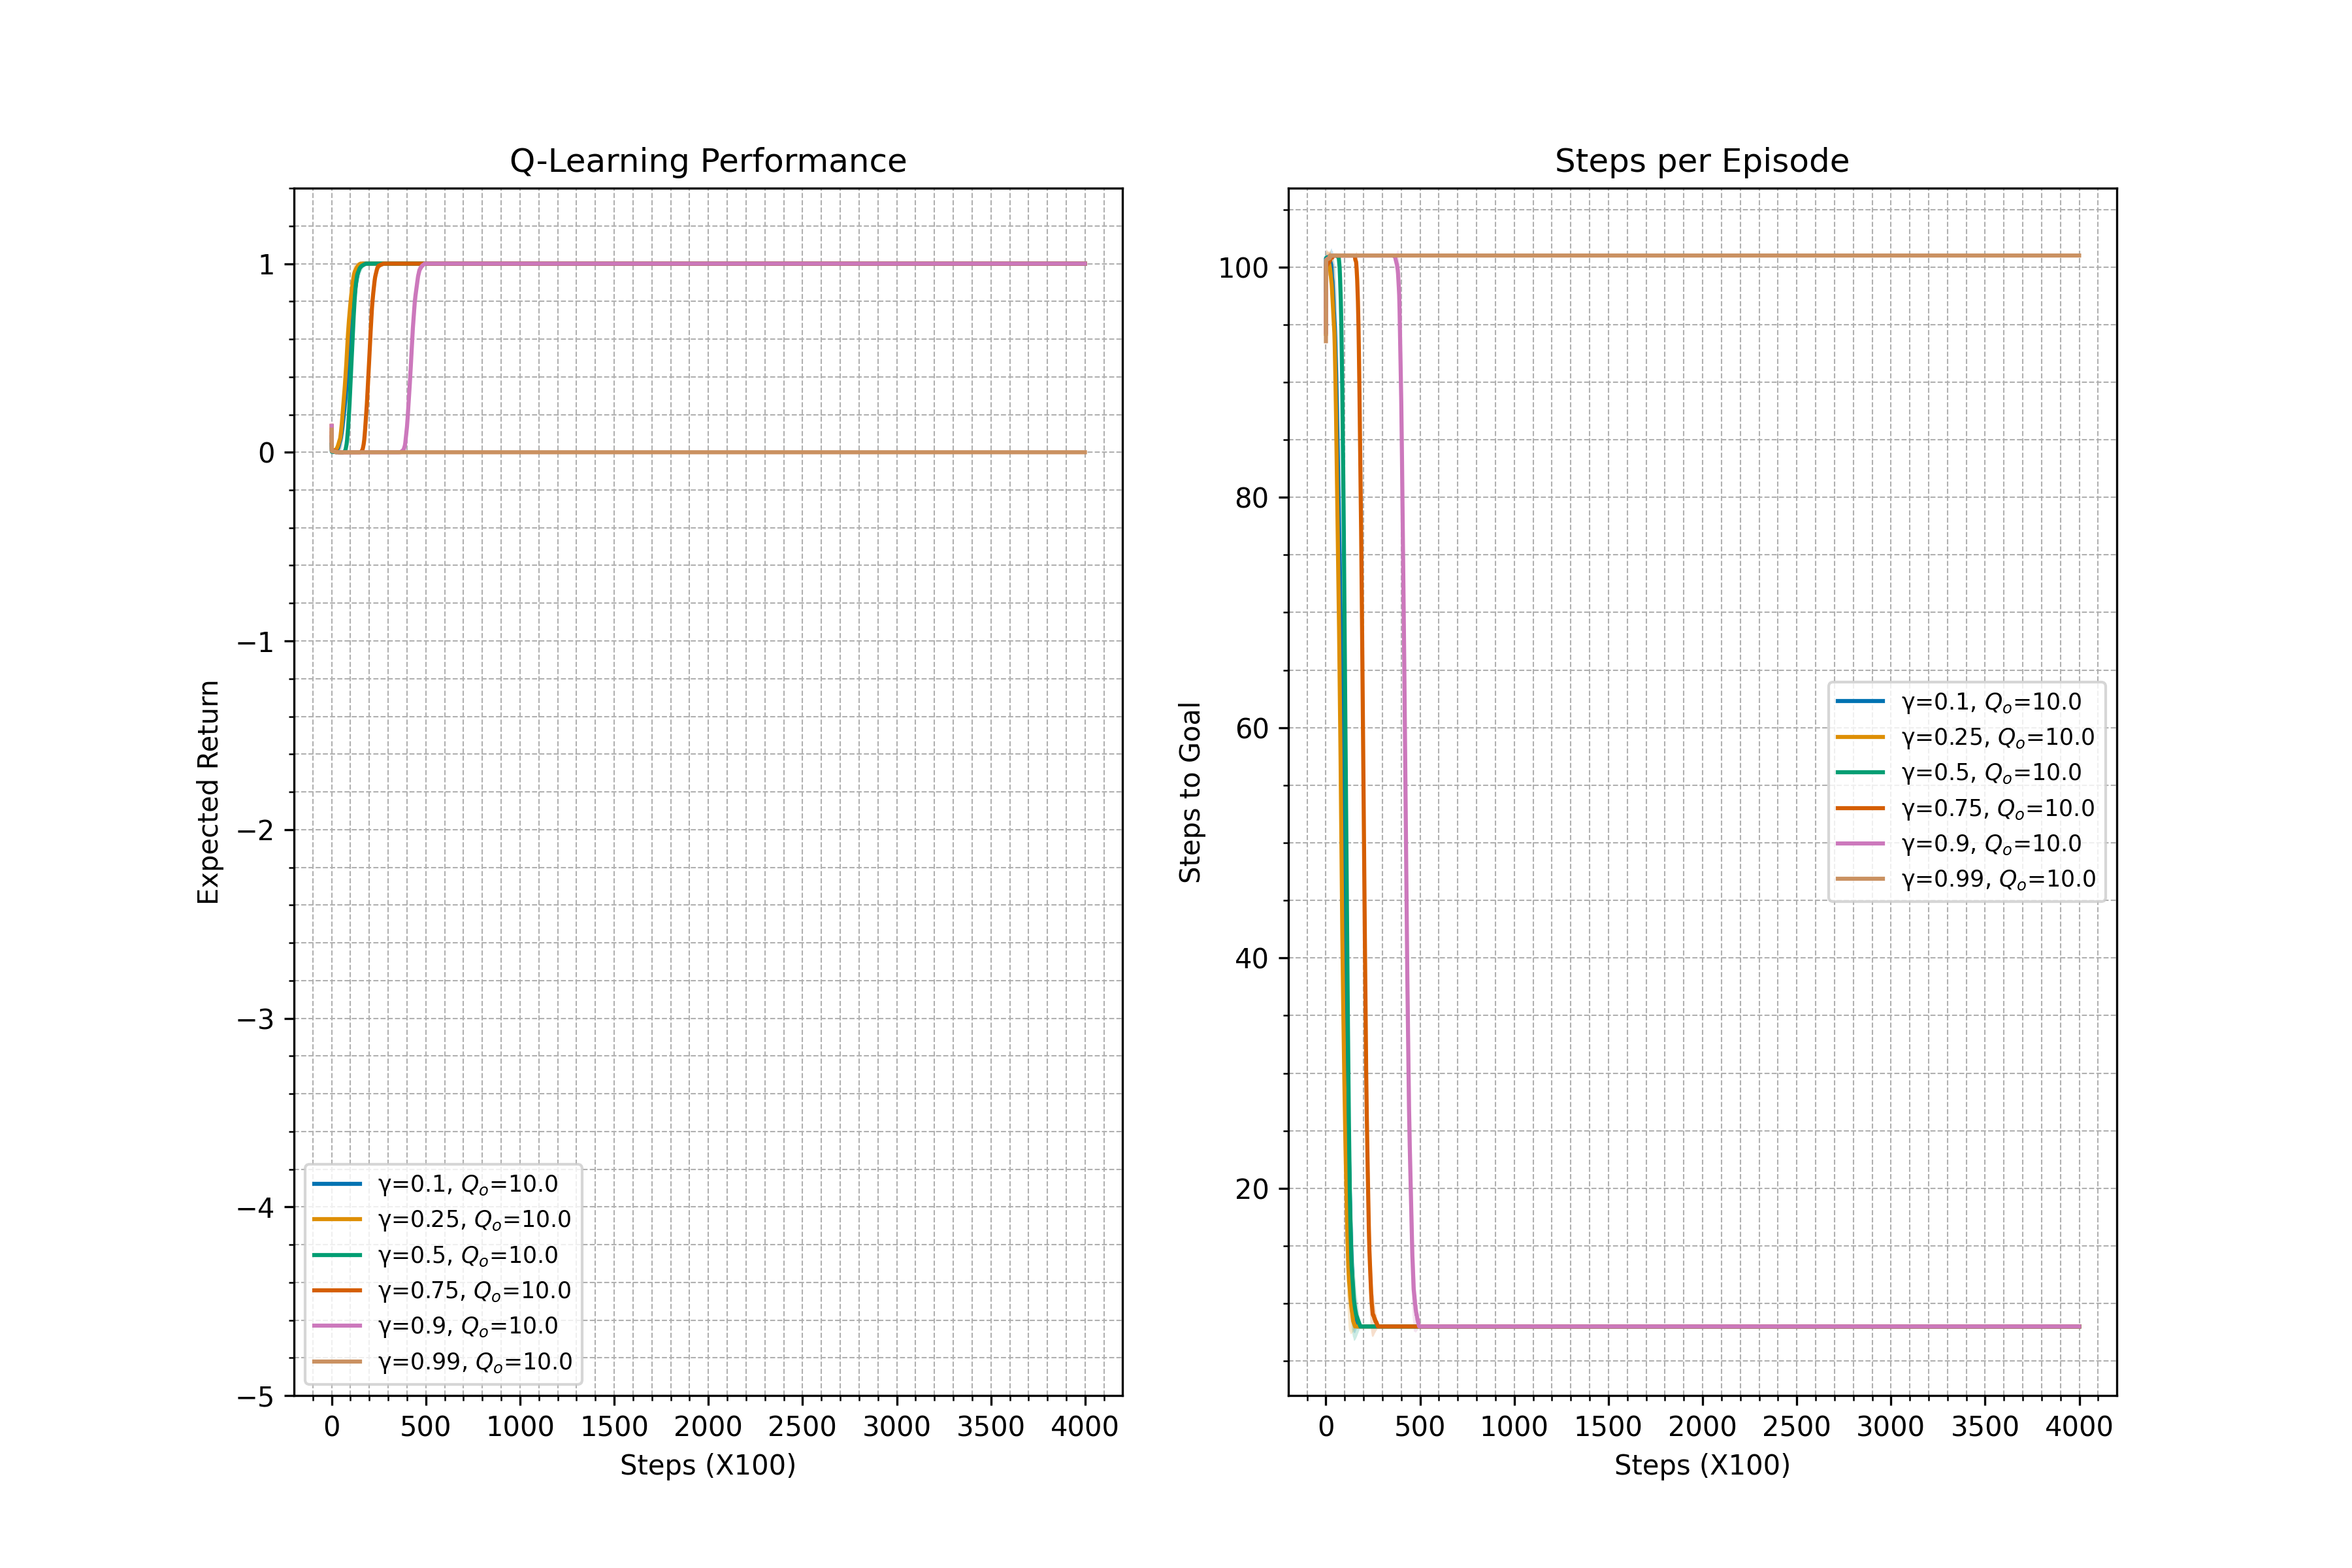 Q-Learning Performance
Expected Return
1
0
−1
−2
−3
−4
−5
γ=0.1, Qₒ=10.0
γ=0.25, Qₒ=10.0
γ=0.5, Qₒ=10.0
γ=0.75, Qₒ=10.0
γ=0.9, Qₒ=10.0
γ=0.99, Qₒ=10.0
0 500 1000 1500 2000 2500 3000 3500 4000
Steps (X100)
Steps per Episode
Steps to Goal
100
80
60
40
20
γ=0.1, Qₒ=10.0
γ=0.25, Qₒ=10.0
γ=0.5, Qₒ=10.0
γ=0.75, Qₒ=10.0
γ=0.9, Qₒ=10.0
γ=0.99, Qₒ=10.0
0 500 1000 1500 2000 2500 3000 3500 4000
Steps (X100)